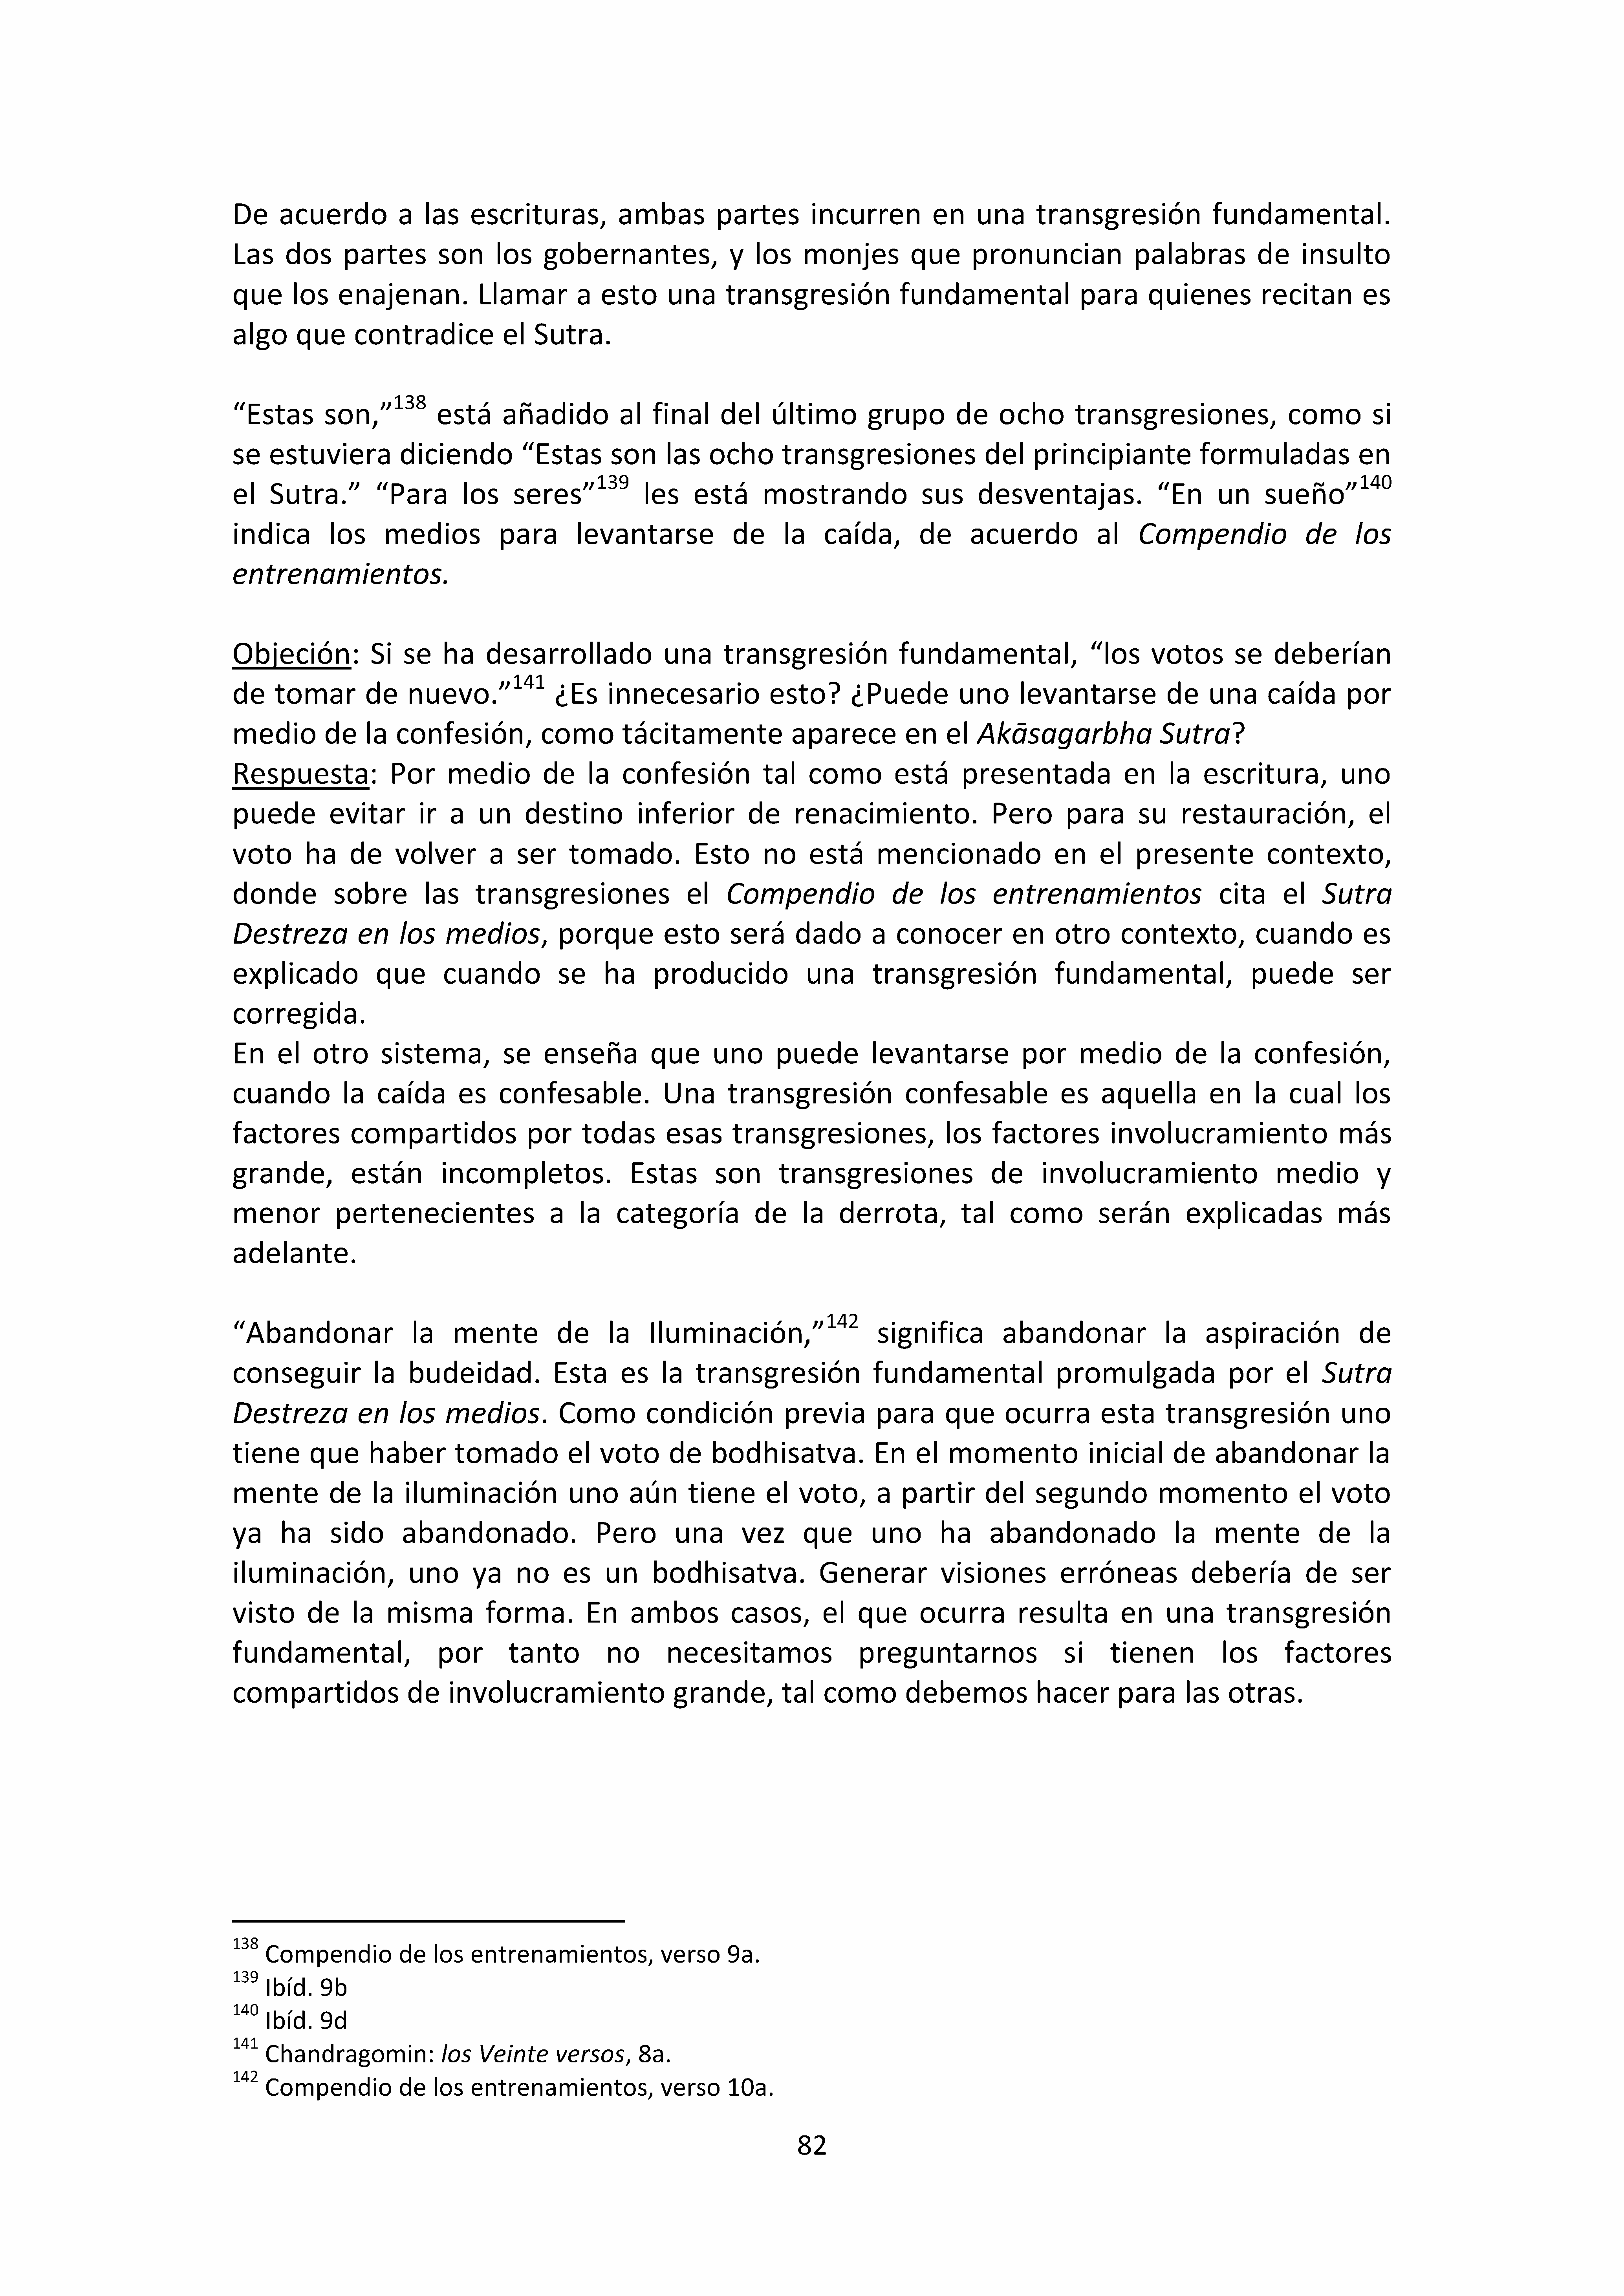 De acuerdo a las escrituras, ambas partes incurren en una transgresión fundamental.
Las dos partes son los gobernantes, y los monjes que pronuncian palabras de insulto
que los enajenan. Llamar a esto una transgresión fundamental para quienes recitan es
algo que contradice el Sutra.
“Estas son,”138 está añadido al final del último grupo de ocho transgresiones, como si
se estuviera diciendo “Estas son las ocho transgresiones del principiante formuladas en
el Sutra.” “Para los seres”139 les está mostrando sus desventajas. “En un sueño”140
indica los medios para levantarse de la caída, de acuerdo al Compendio de los
entrenamientos.
Objeción: Si se ha desarrollado una transgresión fundamental, “los votos se deberían
de tomar de nuevo.”141 ¿Es innecesario esto? ¿Puede uno levantarse de una caída por
medio de la confesión, como tácitamente aparece en el Akāsagarbha Sutra?
Respuesta: Por medio de la confesión tal como está presentada en la escritura, uno
puede evitar ir a un destino inferior de renacimiento. Pero para su restauración, el
voto ha de volver a ser tomado. Esto no está mencionado en el presente contexto,
donde sobre las transgresiones el Compendio de los entrenamientos cita el Sutra
Destreza en los medios, porque esto será dado a conocer en otro contexto, cuando es
explicado que cuando se ha producido una transgresión fundamental, puede ser
corregida.
En el otro sistema, se enseña que uno puede levantarse por medio de la confesión,
cuando la caída es confesable. Una transgresión confesable es aquella en la cual los
factores compartidos por todas esas transgresiones, los factores involucramiento más
grande, están incompletos. Estas son transgresiones de involucramiento medio y
menor pertenecientes a la categoría de la derrota, tal como serán explicadas más
adelante.
“Abandonar la mente de la Iluminación,”142 significa abandonar la aspiración de
conseguir la budeidad. Esta es la transgresión fundamental promulgada por el Sutra
Destreza en los medios. Como condición previa para que ocurra esta transgresión uno
tiene que haber tomado el voto de bodhisatva. En el momento inicial de abandonar la
mente de la iluminación uno aún tiene el voto, a partir del segundo momento el voto
ya ha sido abandonado. Pero una vez que uno ha abandonado la mente de la
iluminación, uno ya no es un bodhisatva. Generar visiones erróneas debería de ser
visto de la misma forma. En ambos casos, el que ocurra resulta en una transgresión
fundamental, por tanto no necesitamos preguntarnos si tienen los factores
compartidos de involucramiento grande, tal como debemos hacer para las otras.
138 Compendio de los entrenamientos, verso 9a.
139 Ibíd. 9b
140 Ibíd. 9d
141 Chandragomin: los Veinte versos, 8a.
142 Compendio de los entrenamientos, verso 10a.
82